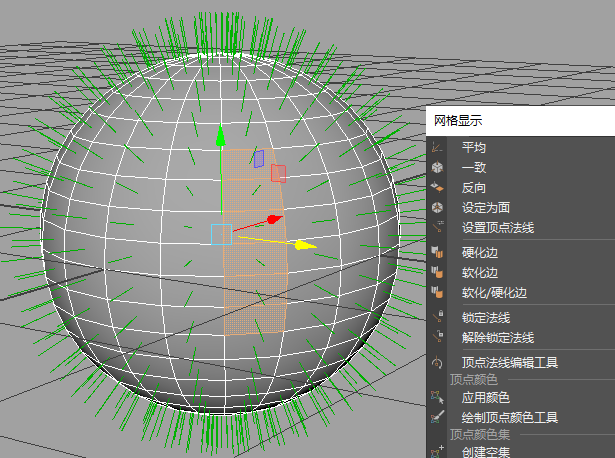 网格显示
平均
一致
反向
设定为面
设置顶点法线
硬化边
软化边
软化/硬化边
锁定法线
解除锁定法线
顶点法线编辑工具
顶点颜色
应用颜色
绘制顶点颜色工具
顶点颜色集
创建空集